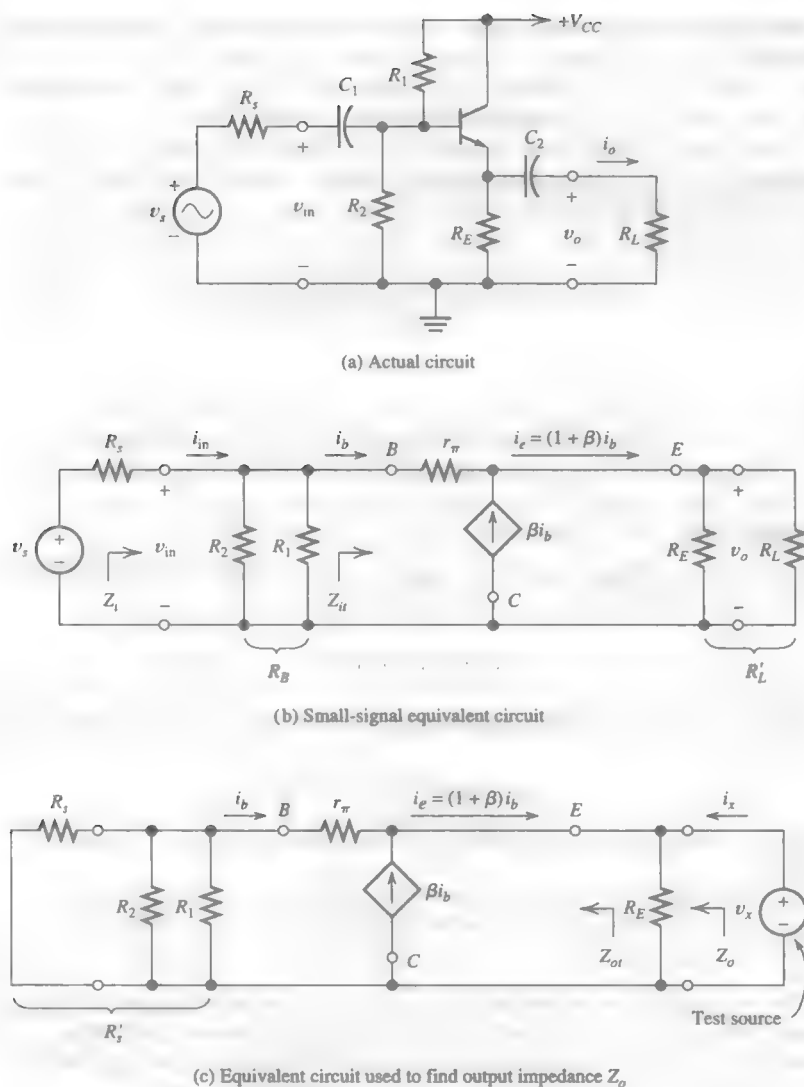 +V_CC
R_1
C_1
R_s
C_2
i_o
+
+
+
v_s
v_in
R_2
R_E
v_o
R_L
−
−
−
(a) Actual circuit
R_s
i_in
i_b
B
r_π
i_e = (1 + β) i_b
E
+
+
v_s
+
−
v_in
R_2
R_1
βi_b
R_E
v_o
R_L
Z_i
Z_it
C
−
−
R_B
R'_L
(b) Small-signal equivalent circuit
R_s
i_b
B
r_π
i_e = (1 + β) i_b
E
i_x
R_2
R_1
βi_b
R_E
v_x
+
−
C
Z_ot
Z_o
R'_s
Test source
(c) Equivalent circuit used to find output impedance Z_o